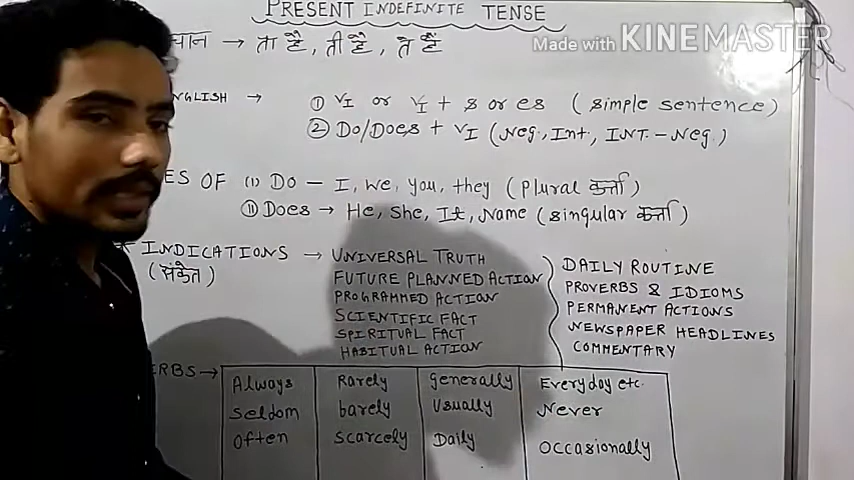 PRESENT INDEFINITE TENSE
Made with KINEMASTER
चान → ता है, ती है, ते हैं
NGLISH → ① VI or VI + s or es (simple sentence)
② Do/Does + VI (Neg., Int., INT. - Neg)
ES OF (I) DO – I, we, you, they (plural कर्त्ता)
(II) Does → He, She, It, Name (singular कर्त्ता)
INDICATIONS → UNIVERSAL TRUTH
(संकेत) FUTURE PLANNED ACTION
PROGRAMMED ACTION
SCIENTIFIC FACT
SPIRITUAL FACT
HABITUAL ACTION
DAILY ROUTINE
PROVERBS & IDIOMS
PERMANENT ACTIONS
NEWSPAPER HEADLINES
COMMENTARY
ERBS → Always Rarely Generally Everyday etc.
Seldom barely Usually Never
Often Scarcely Daily Occasionally